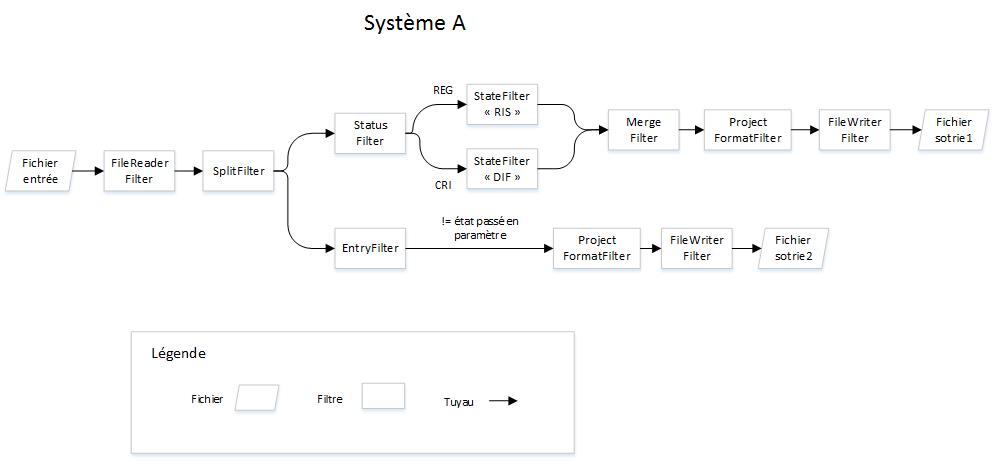 Système A
REG
StateFilter
« RIS »
Status
Filter
Merge
Filter
Project
FormatFilter
FileWriter
Filter
Fichier
sotrie1
Fichier
entrée
FileReader
Filter
SplitFilter
CRI
StateFilter
« DIF »
!= état passé en
paramètre
EntryFilter
Project
FormatFilter
FileWriter
Filter
Fichier
sotrie2
Légende
Fichier
Filtre
Tuyau